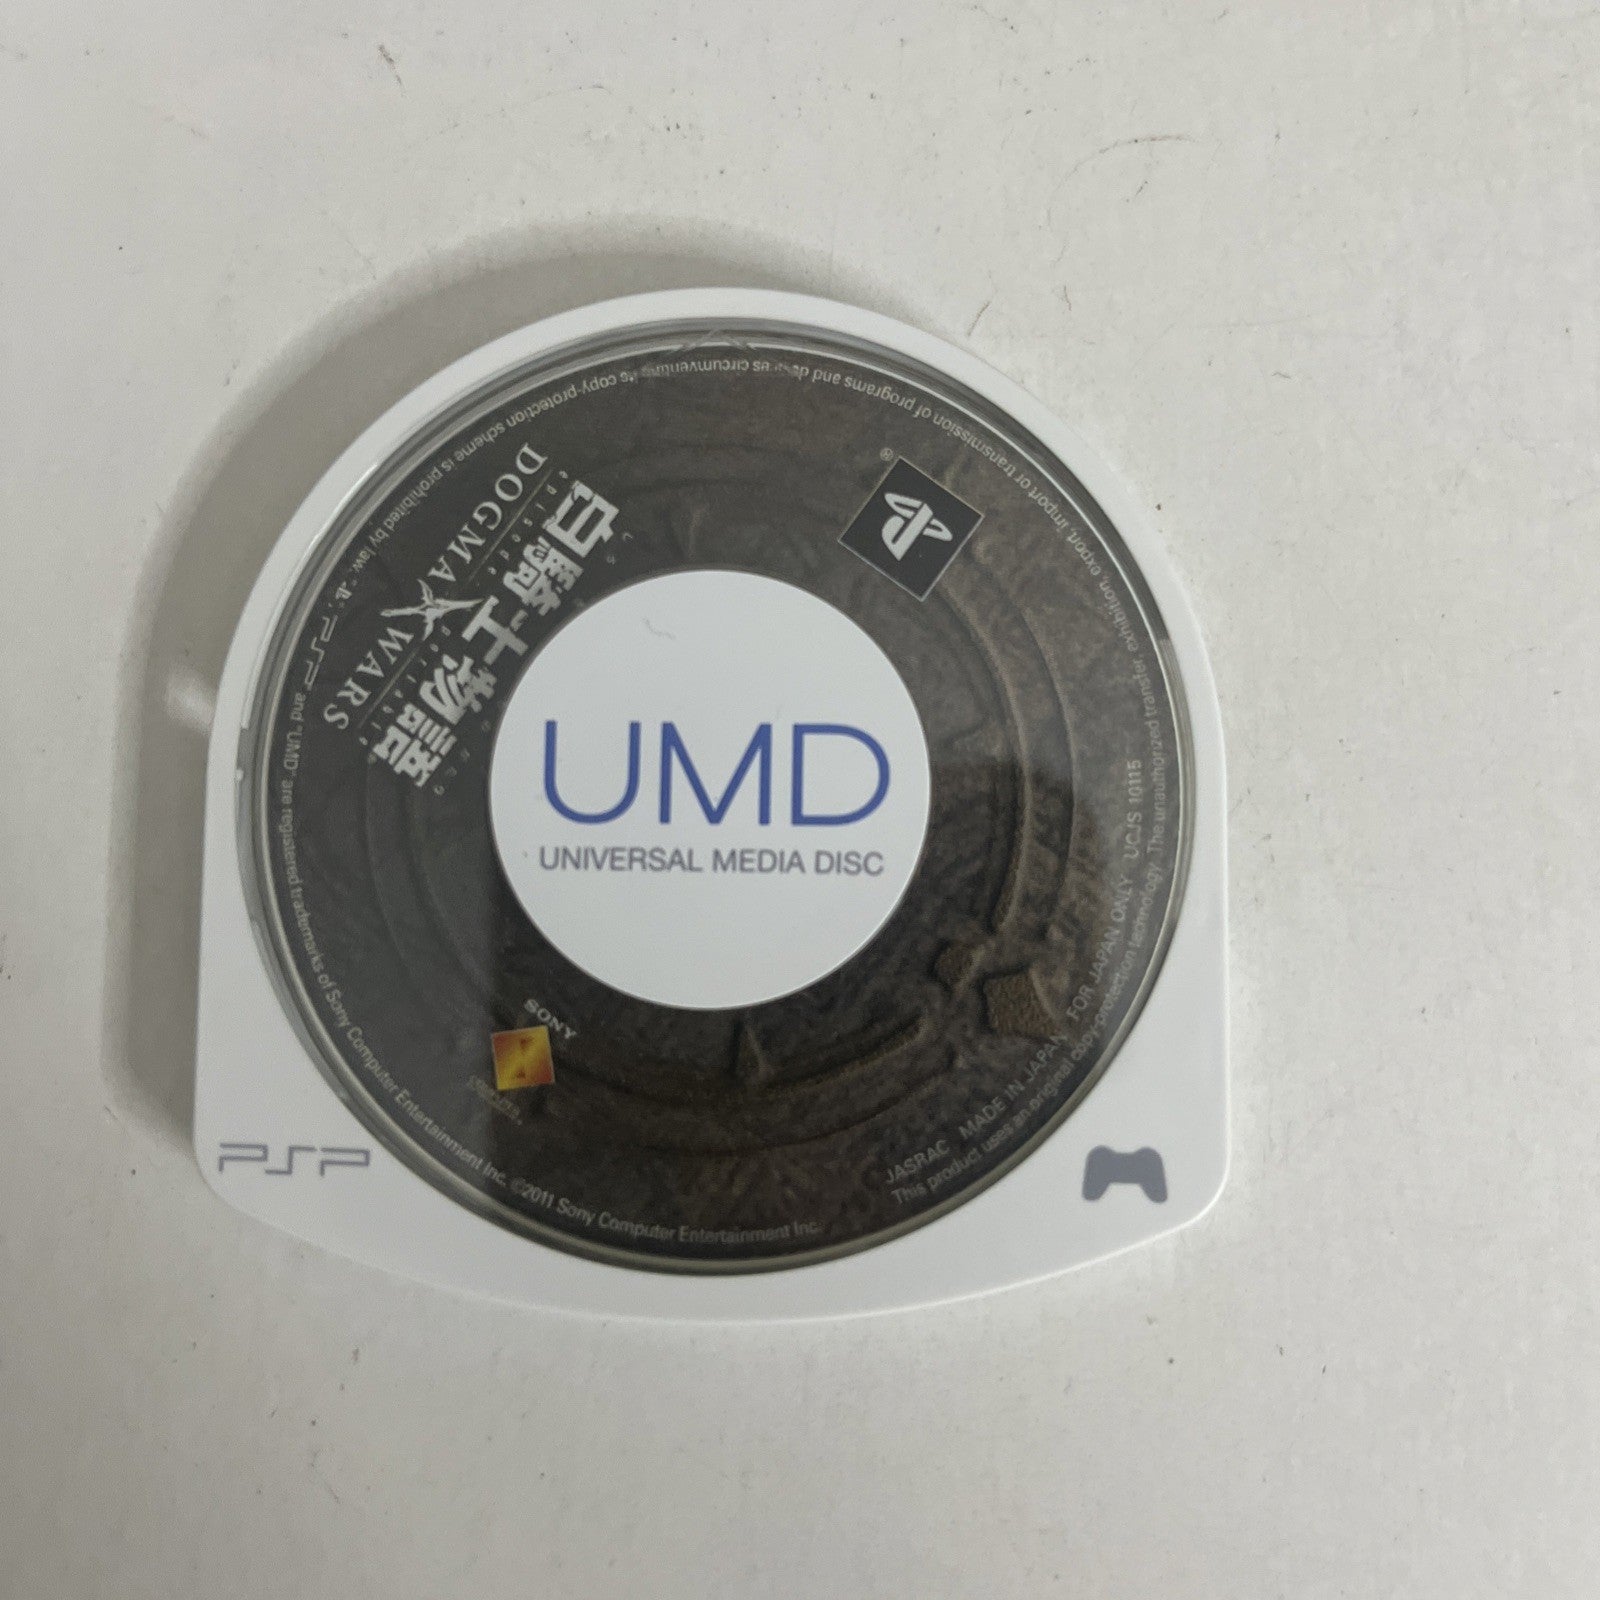 白騎士物語
episode portable
DOGMA WARS
UMD
UNIVERSAL MEDIA DISC
SONY
PSP
®
UCJS 10115
FOR JAPAN ONLY
MADE IN JAPAN
JASRAC
This product uses an original copy-protection technology. The unauthorized transfer, exhibition, export, import, or transmission of programs and
circumventing its copy-protection scheme is prohibited by law.
and "UMD" are registered trademarks of Sony Computer Entertainment Inc. ©2011 Sony Computer Entertainment Inc.